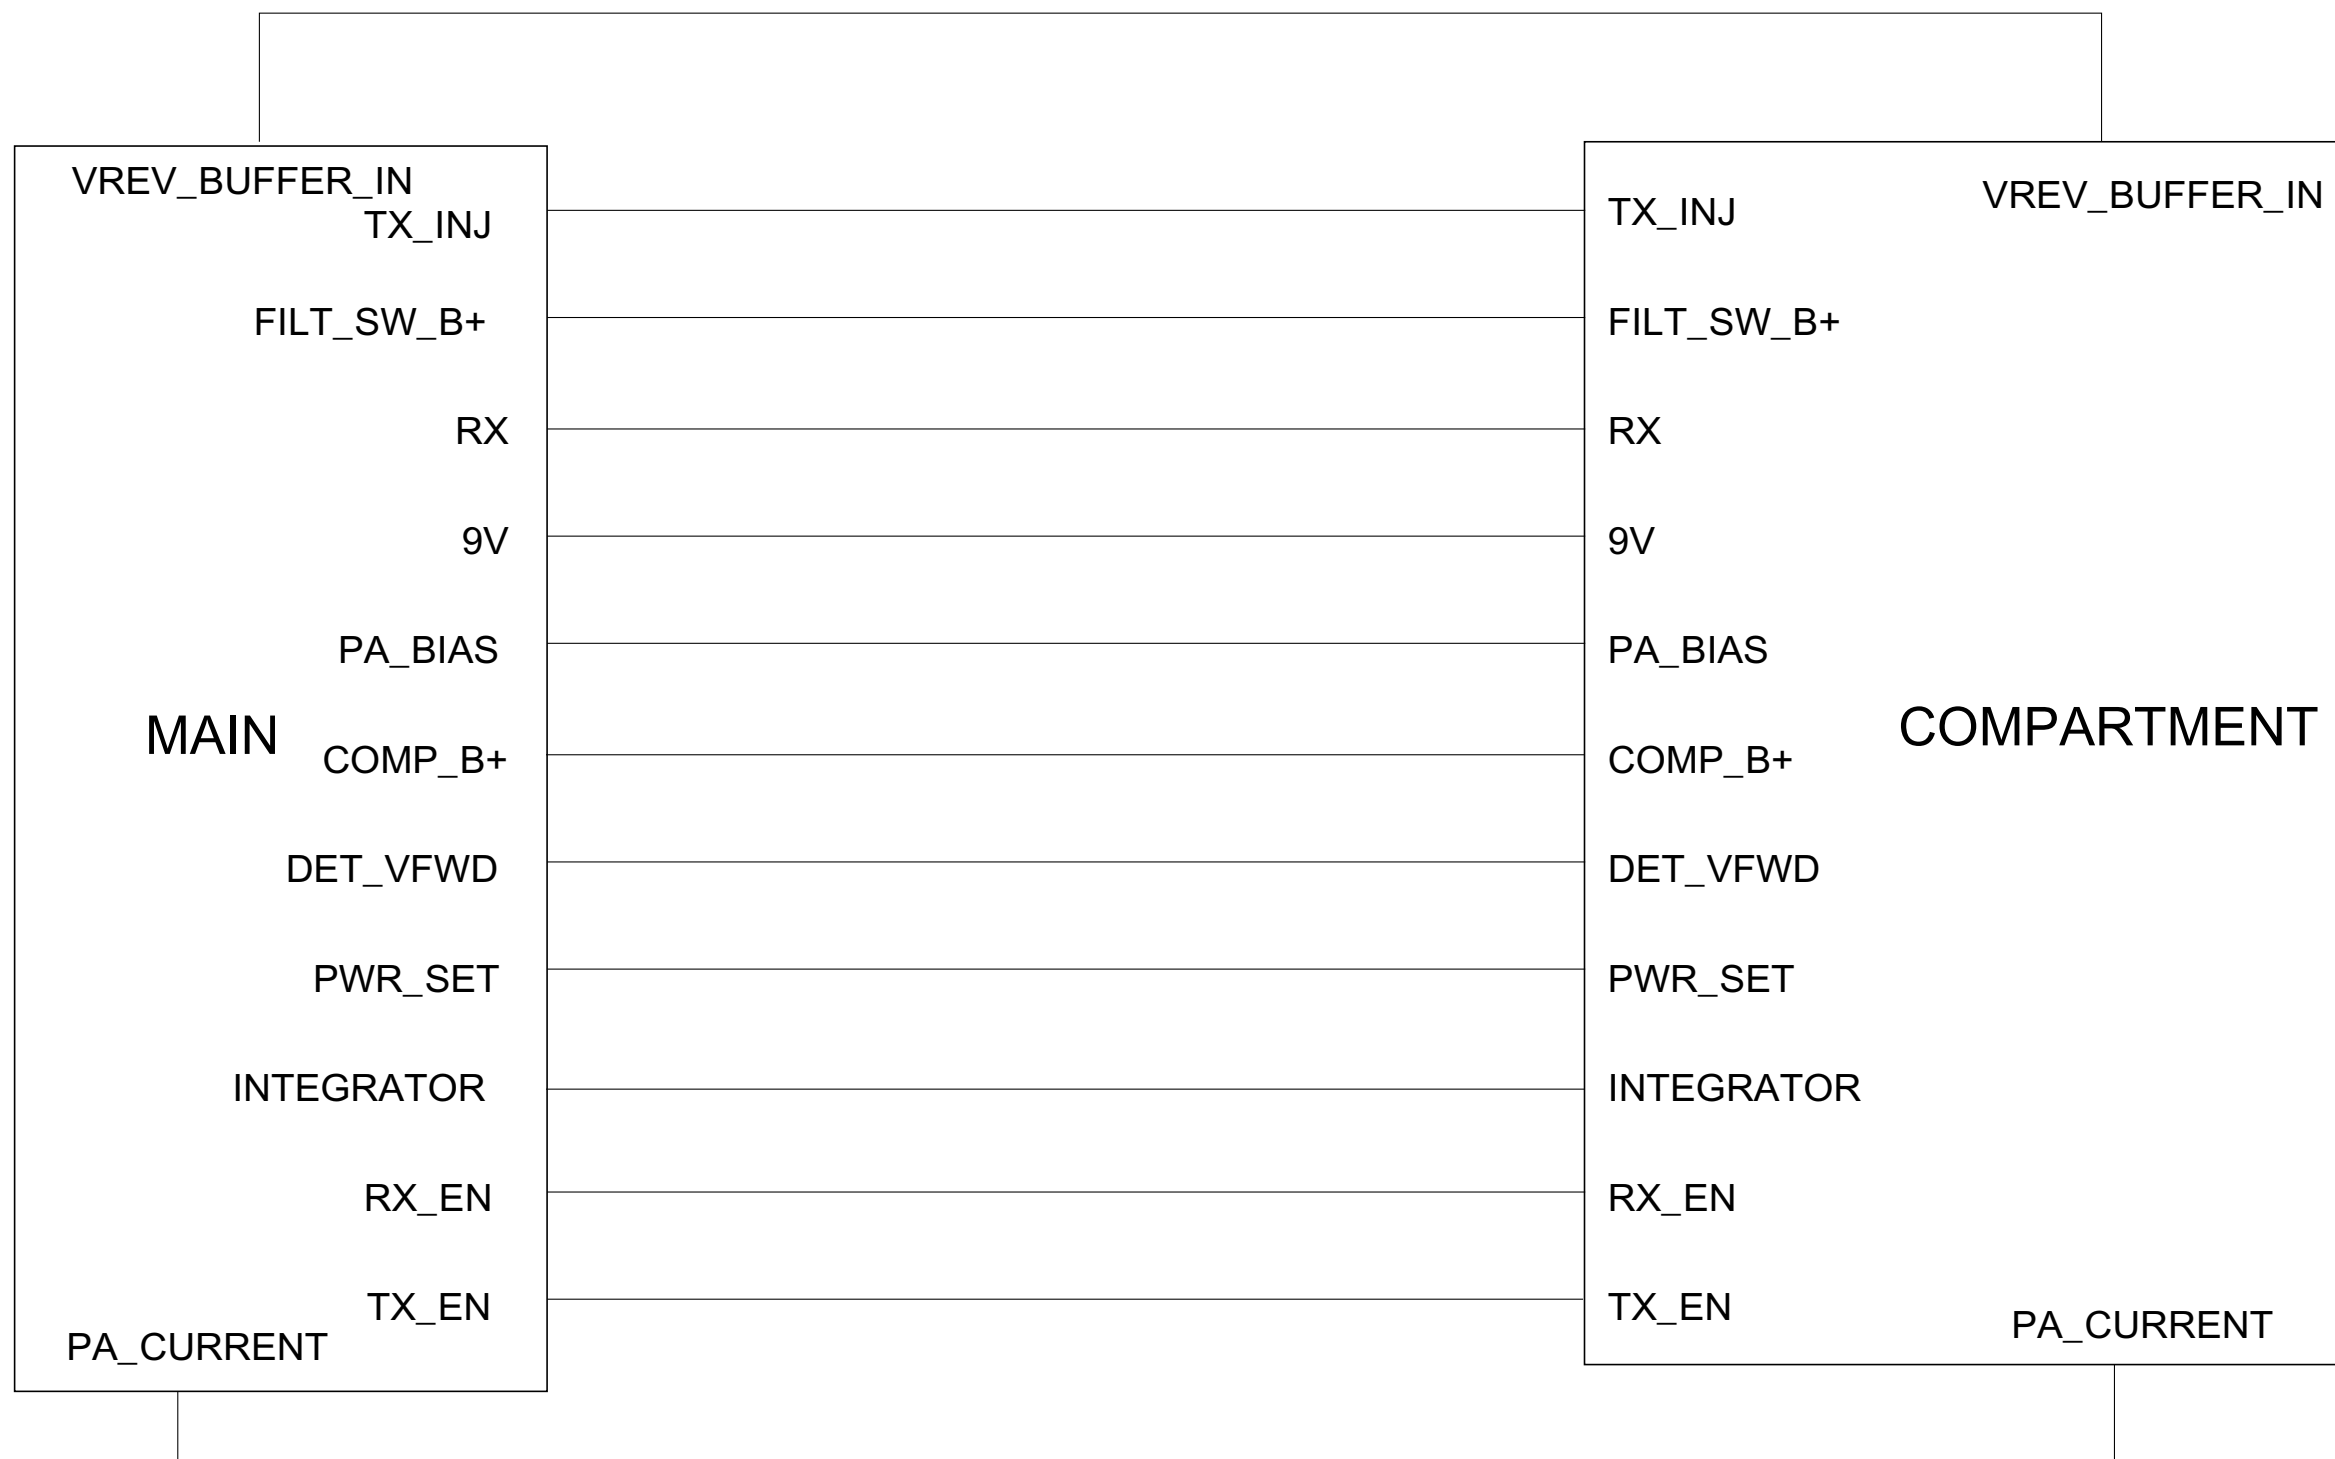 VREV_BUFFER_IN
TX_INJ
FILT_SW_B+
RX
9V
PA_BIAS
MAIN
COMP_B+
DET_VFWD
PWR_SET
INTEGRATOR
RX_EN
TX_EN
PA_CURRENT
VREV_BUFFER_IN
TX_INJ
FILT_SW_B+
RX
9V
PA_BIAS
COMPARTMENT
COMP_B+
DET_VFWD
PWR_SET
INTEGRATOR
RX_EN
TX_EN
PA_CURRENT